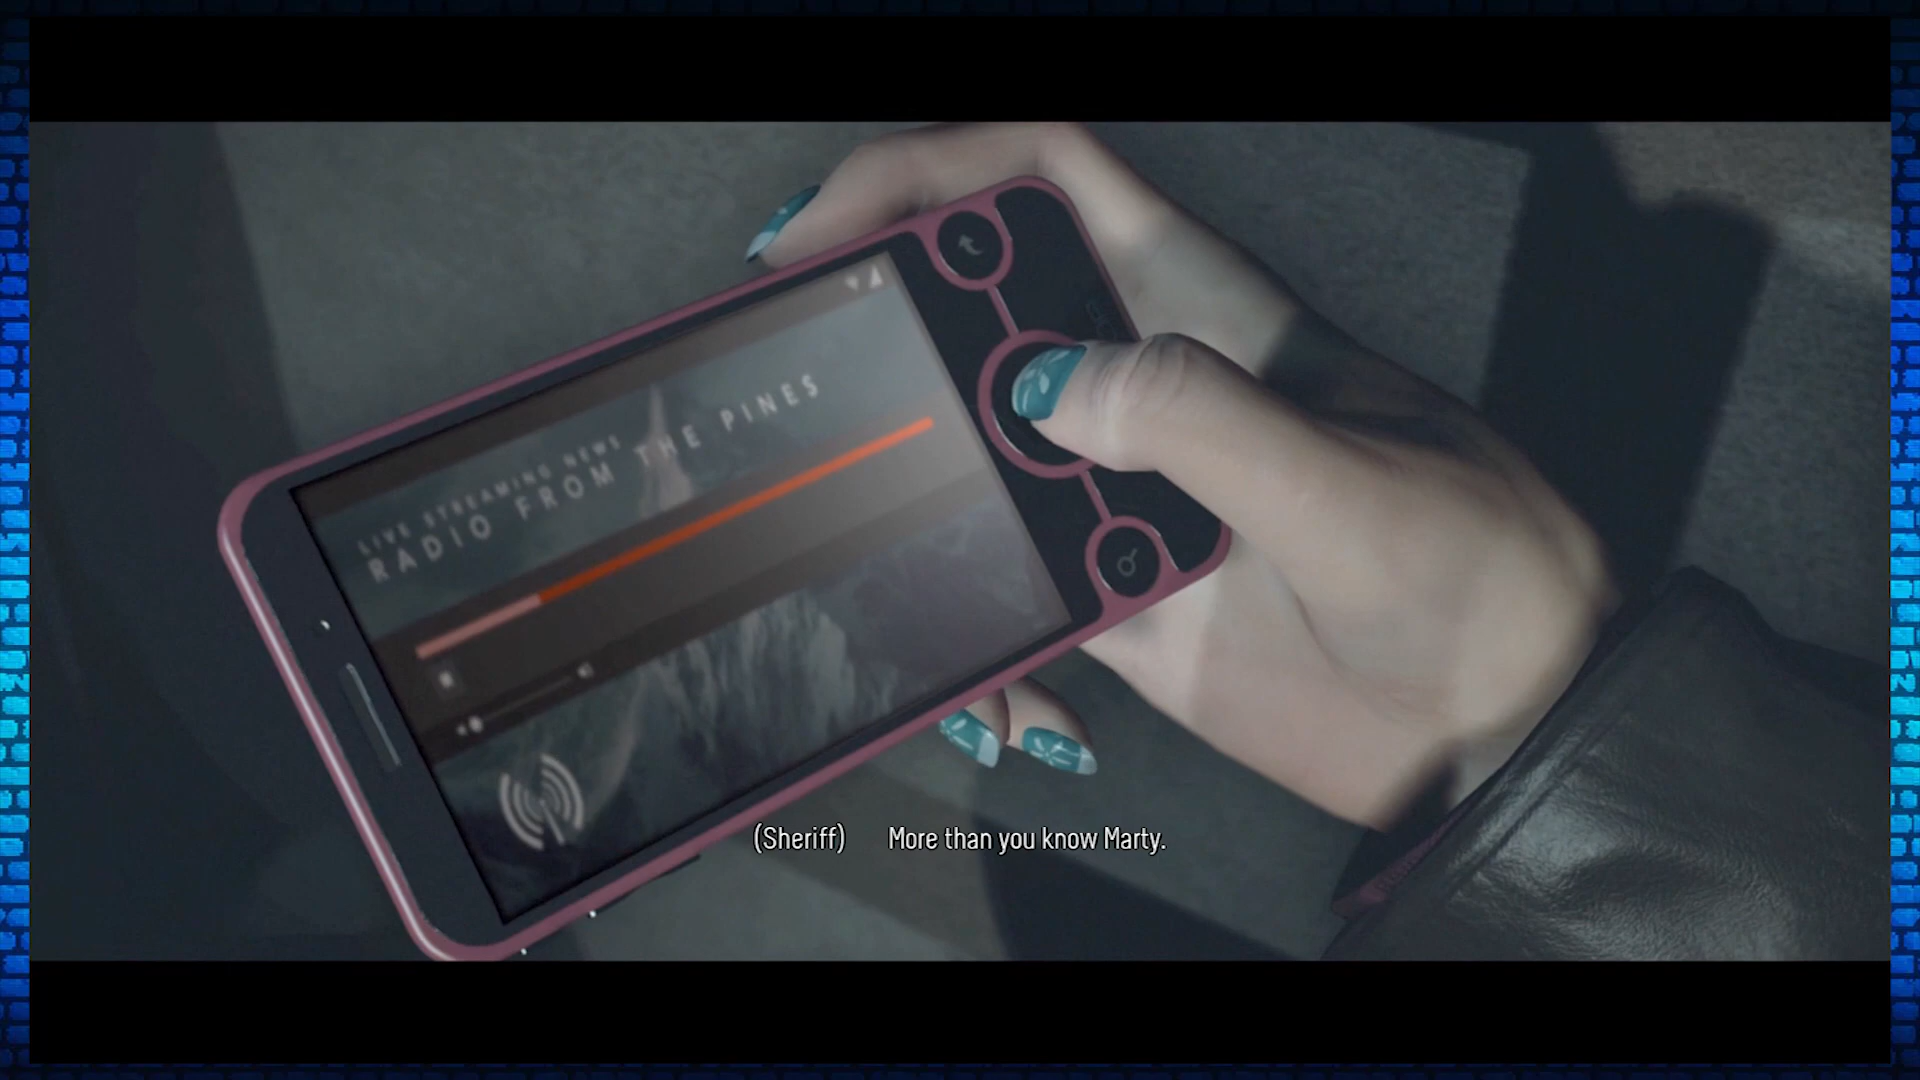 LIVE STREAMING NEWS
RADIO FROM THE PINES
(Sheriff) More than you know Marty.